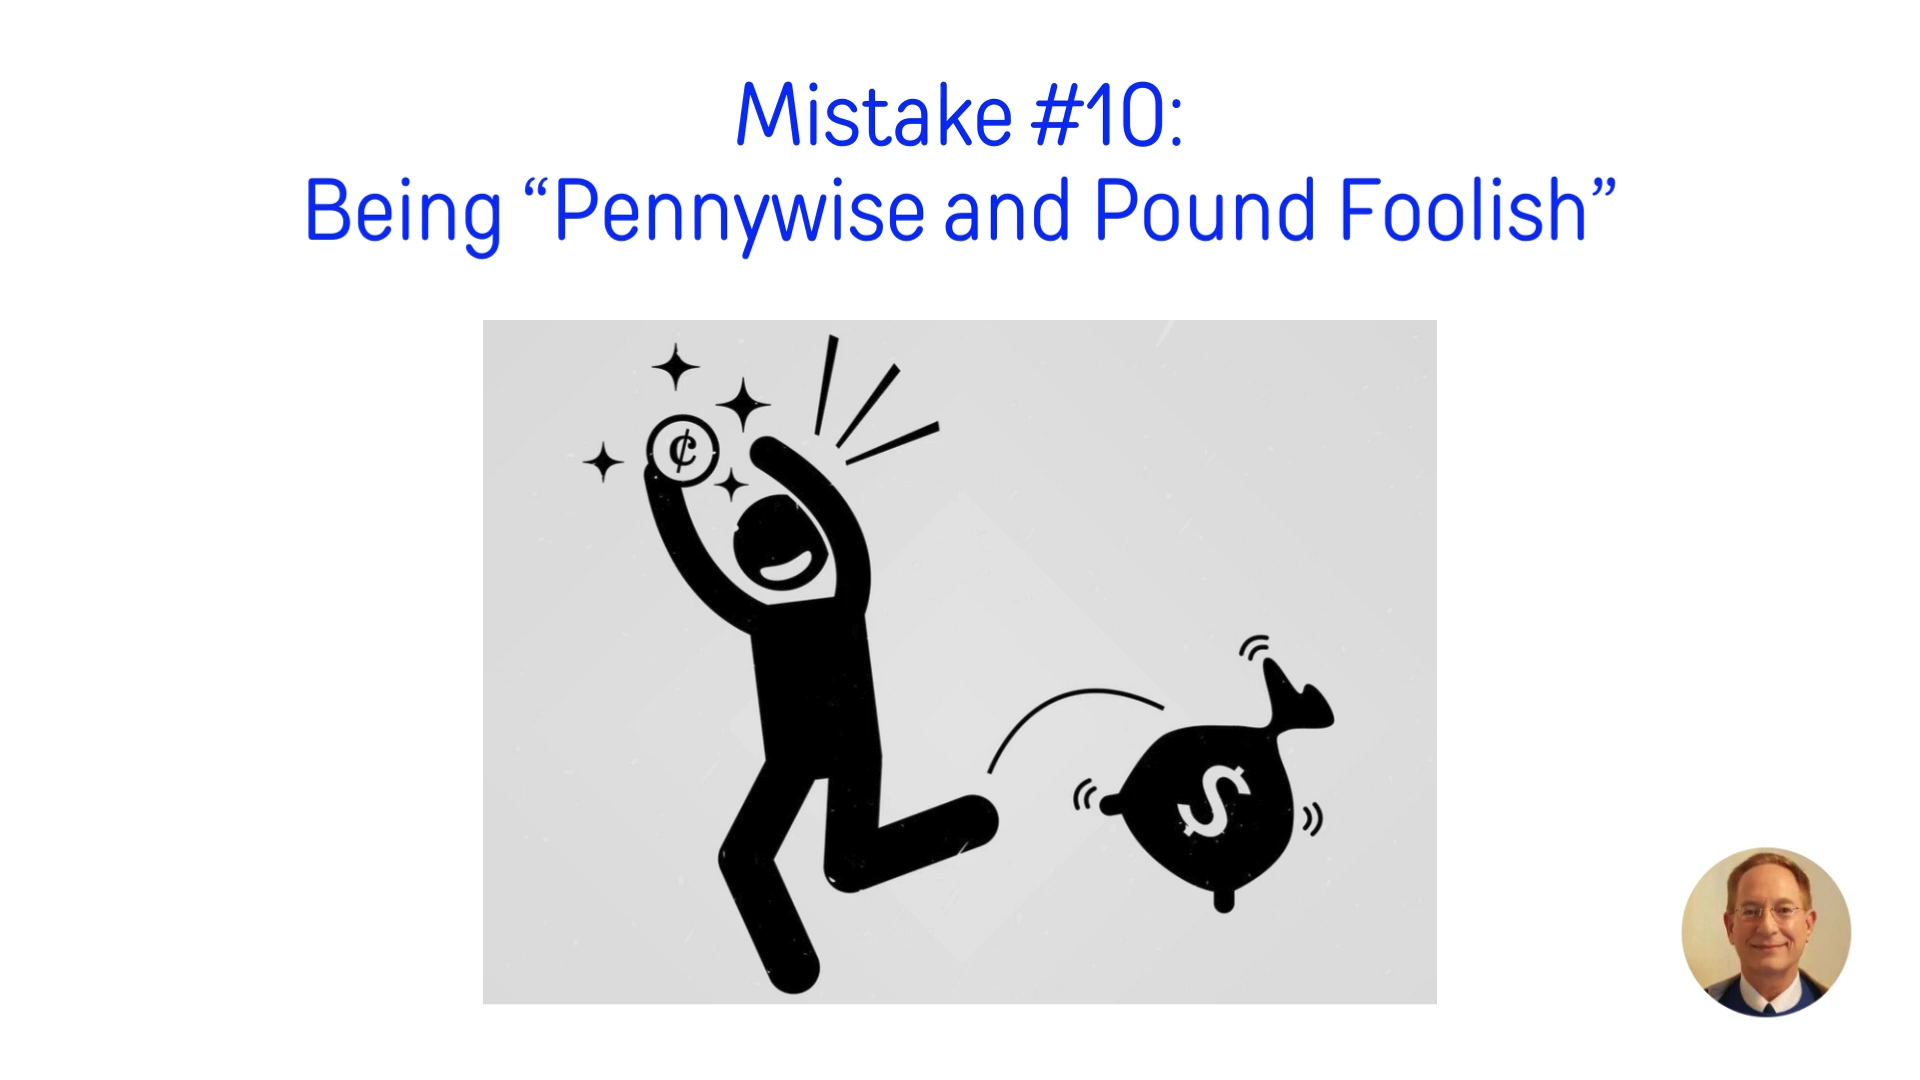 Mistake #10:
Being “Pennywise and Pound Foolish”
¢
$